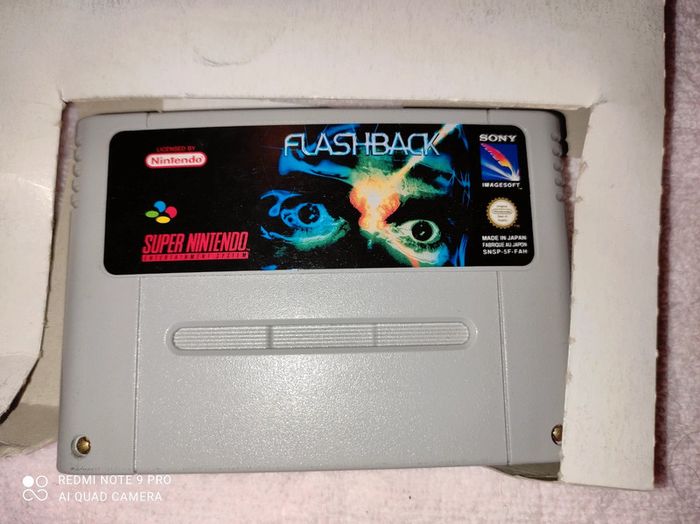 LICENSED BY
Nintendo
FLASHBACK
SONY
IMAGESOFT
SUPER NINTENDO
ENTERTAINMENT SYSTEM
MADE IN JAPAN
FABRIQUE AU JAPON
SNSP-5F-FAH
REDMI NOTE 9 PRO
AI QUAD CAMERA